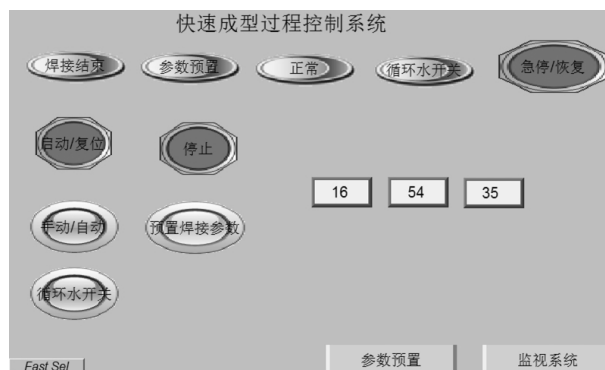 快速成型过程控制系统
焊接结束 参数预置 正常 循环水开关 急停/恢复
启动/复位 停止
16 54 35
手动/自动 预置焊接参数
循环水开关
参数预置 监视系统
Fast Sel